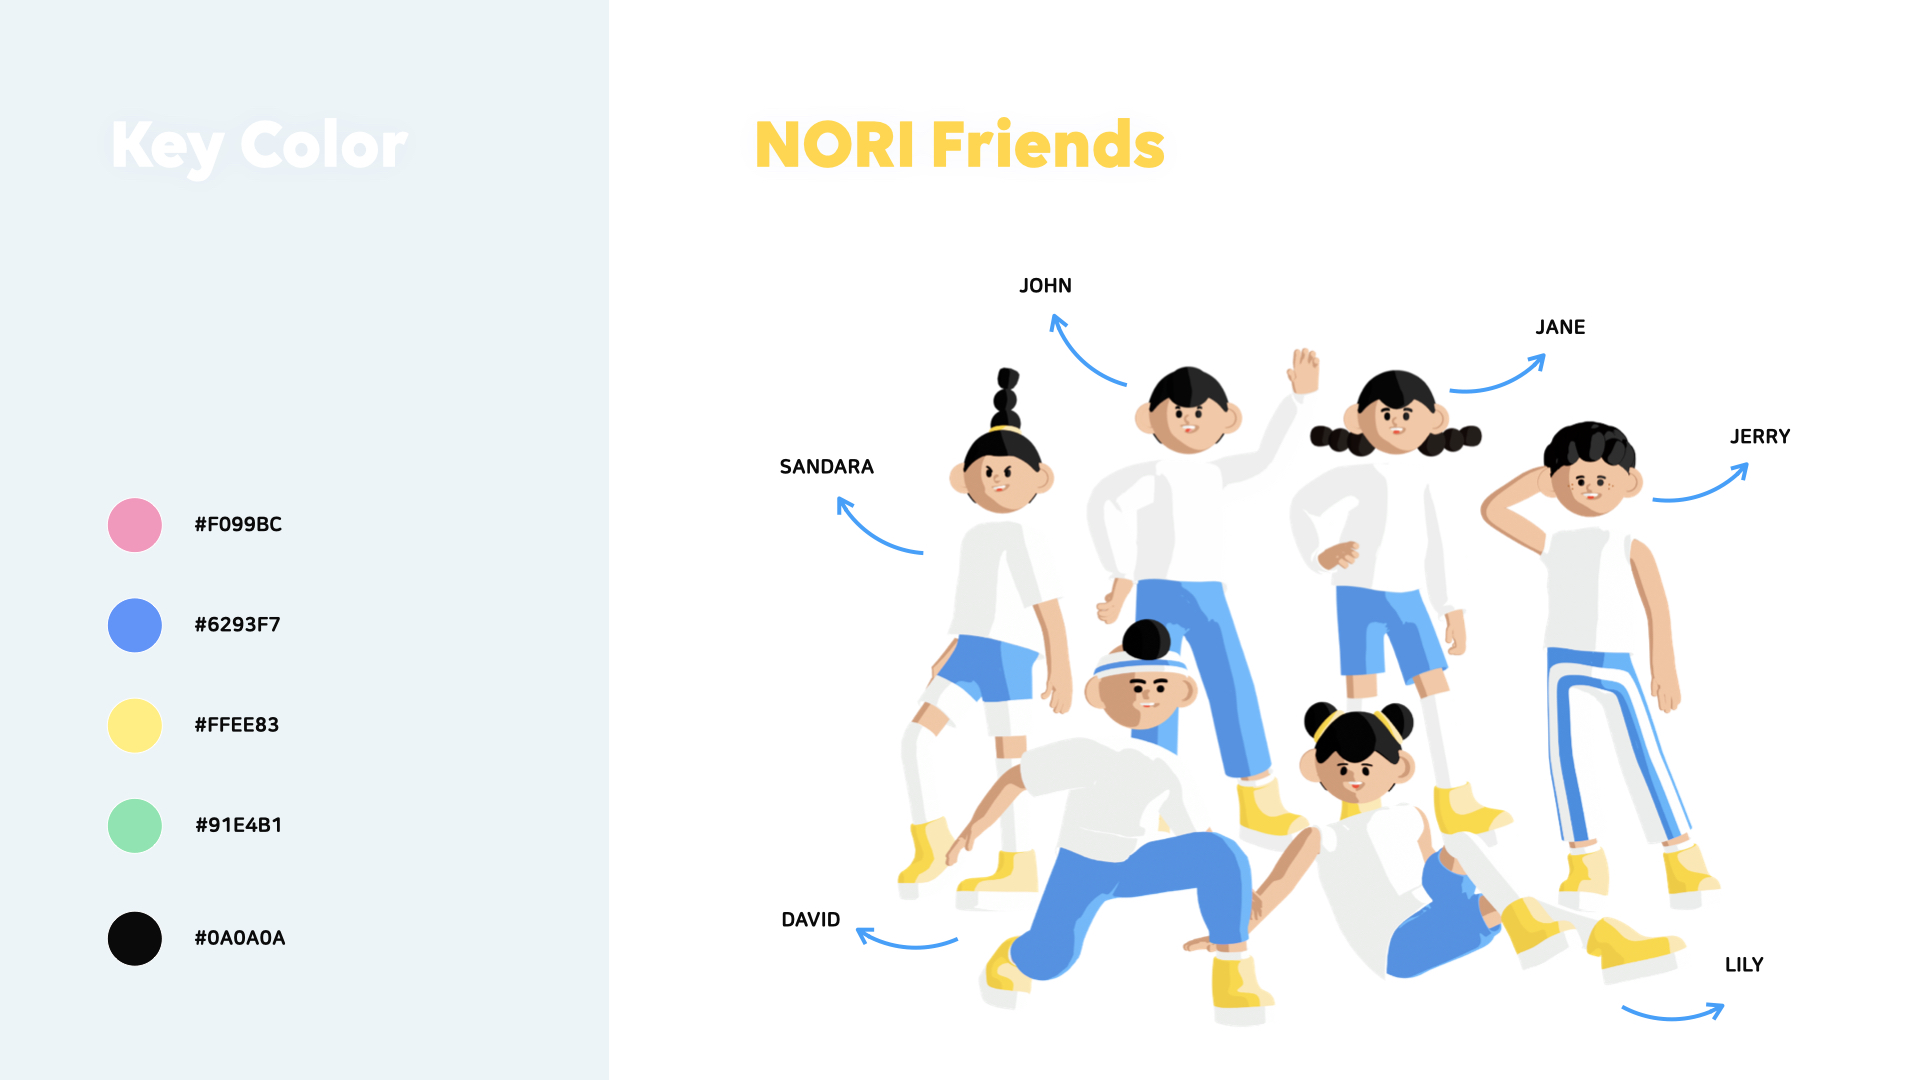 Key Color
#F099BC
#6293F7
#FFEE83
#91E4B1
#0A0A0A
NORI Friends
JOHN
JANE
JERRY
SANDARA
DAVID
LILY